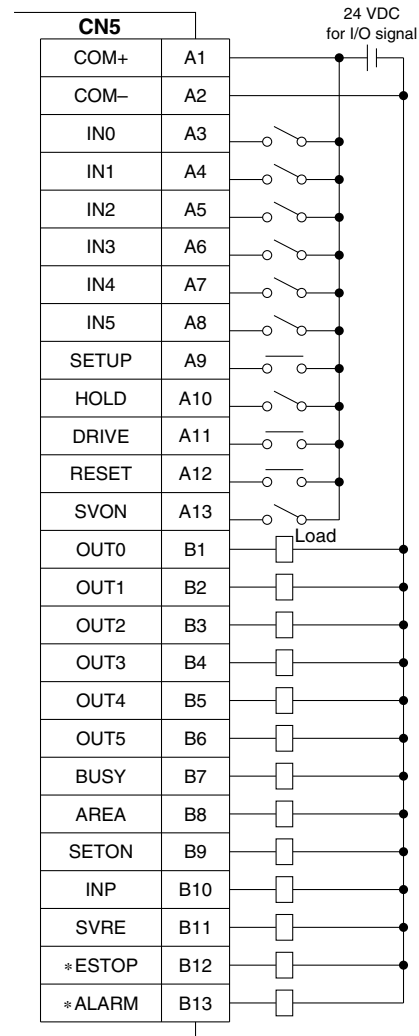 24 VDC
for I/O signal
CN5
COM+ A1
COM– A2
IN0 A3
IN1 A4
IN2 A5
IN3 A6
IN4 A7
IN5 A8
SETUP A9
HOLD A10
DRIVE A11
RESET A12
SVON A13
Load
OUT0 B1
OUT1 B2
OUT2 B3
OUT3 B4
OUT4 B5
OUT5 B6
BUSY B7
AREA B8
SETON B9
INP B10
SVRE B11
∗ESTOP B12
∗ALARM B13